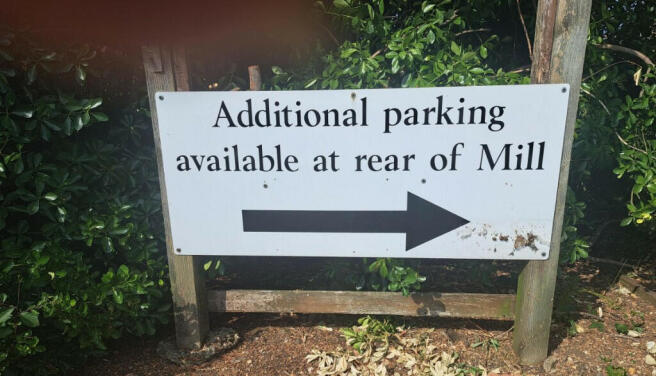 Additional parking
available at rear of Mill